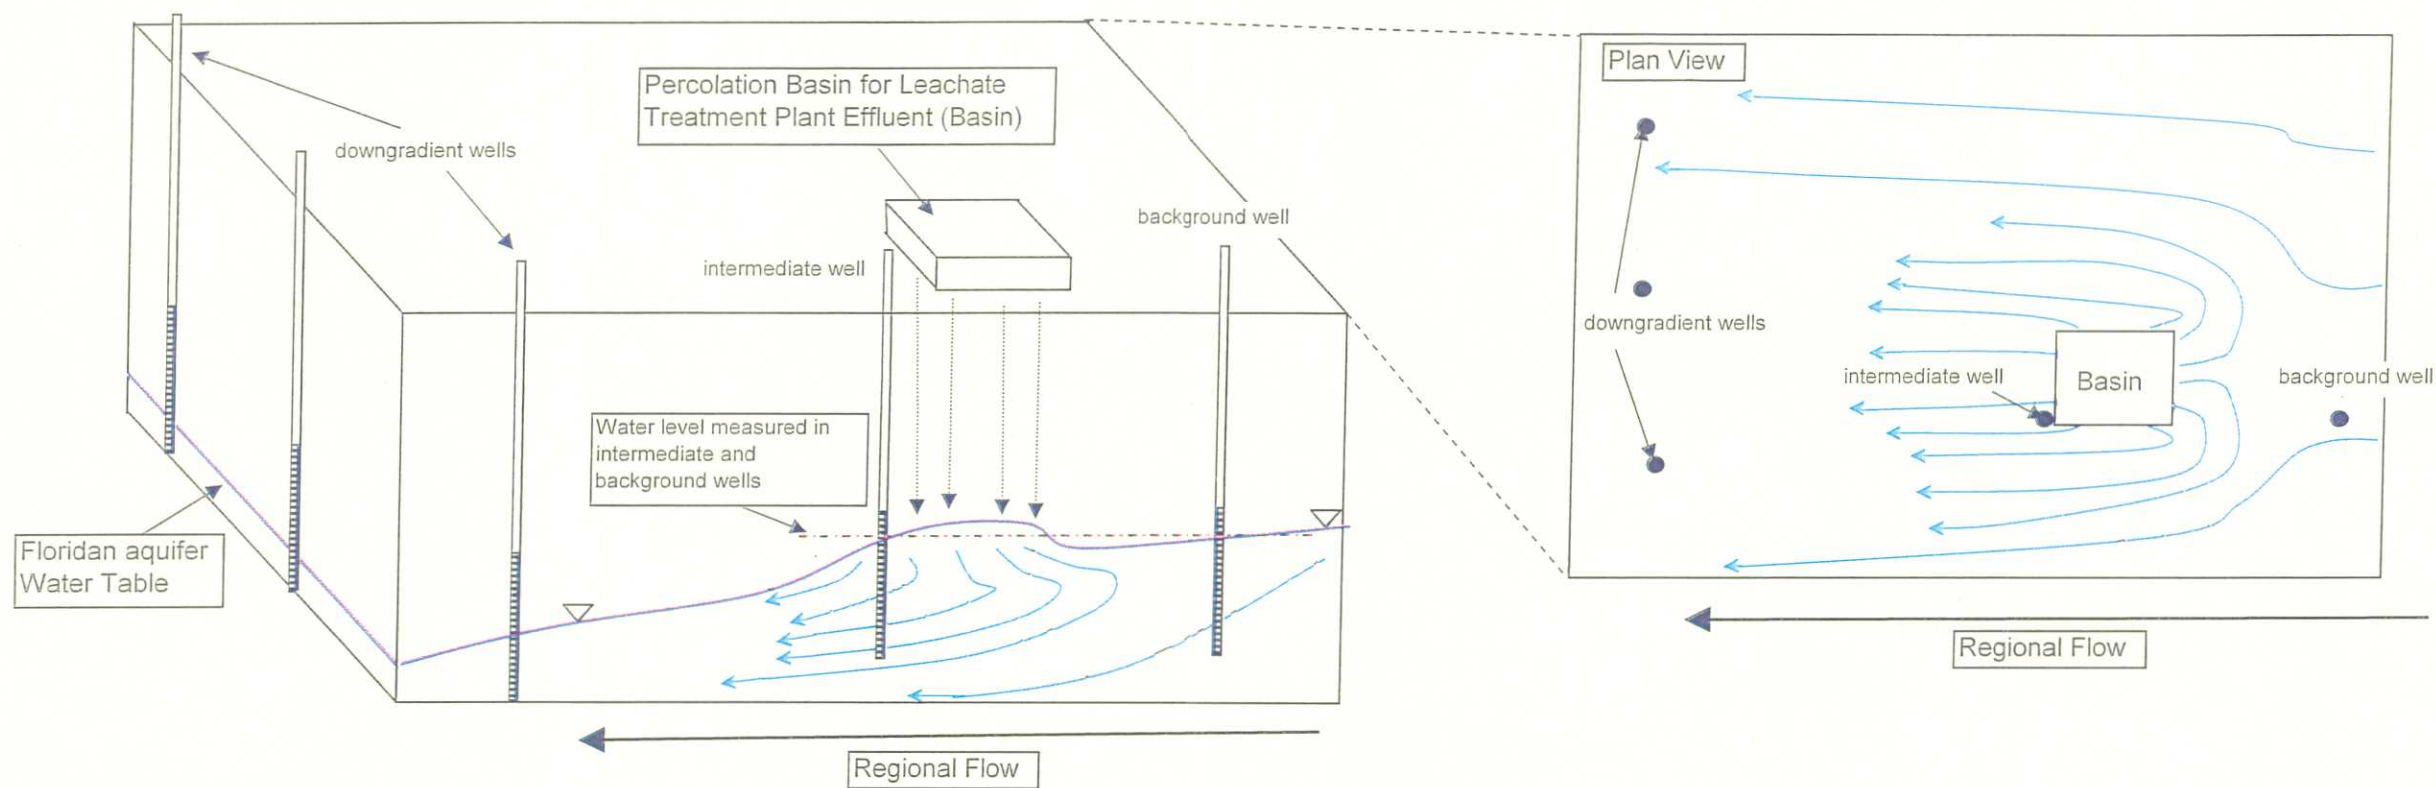 Percolation Basin for Leachate
Treatment Plant Effluent (Basin)
downgradient wells
background well
intermediate well
Water level measured in
intermediate and
background wells
Floridan aquifer
Water Table
Regional Flow
Plan View
downgradient wells
intermediate well
Basin
background well
Regional Flow